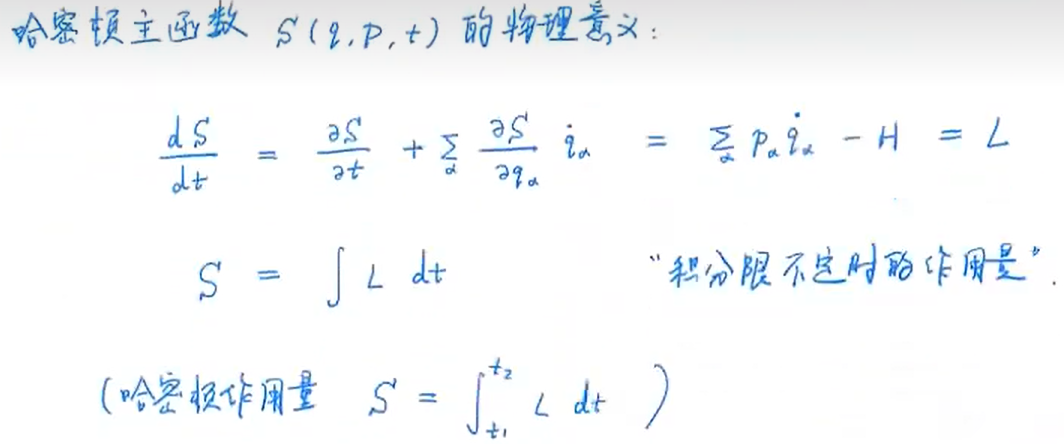 哈密顿主函数 S(q,P,t) 的物理意义:
dS/dt = ∂S/∂t + Σ_α ∂S/∂q_α q̇_α = Σ_α p_α q̇_α - H = L
S = ∫ L dt "积分限不定时的作用量".
(哈密顿作用量 S = ∫_{t₁}^{t₂} L dt )